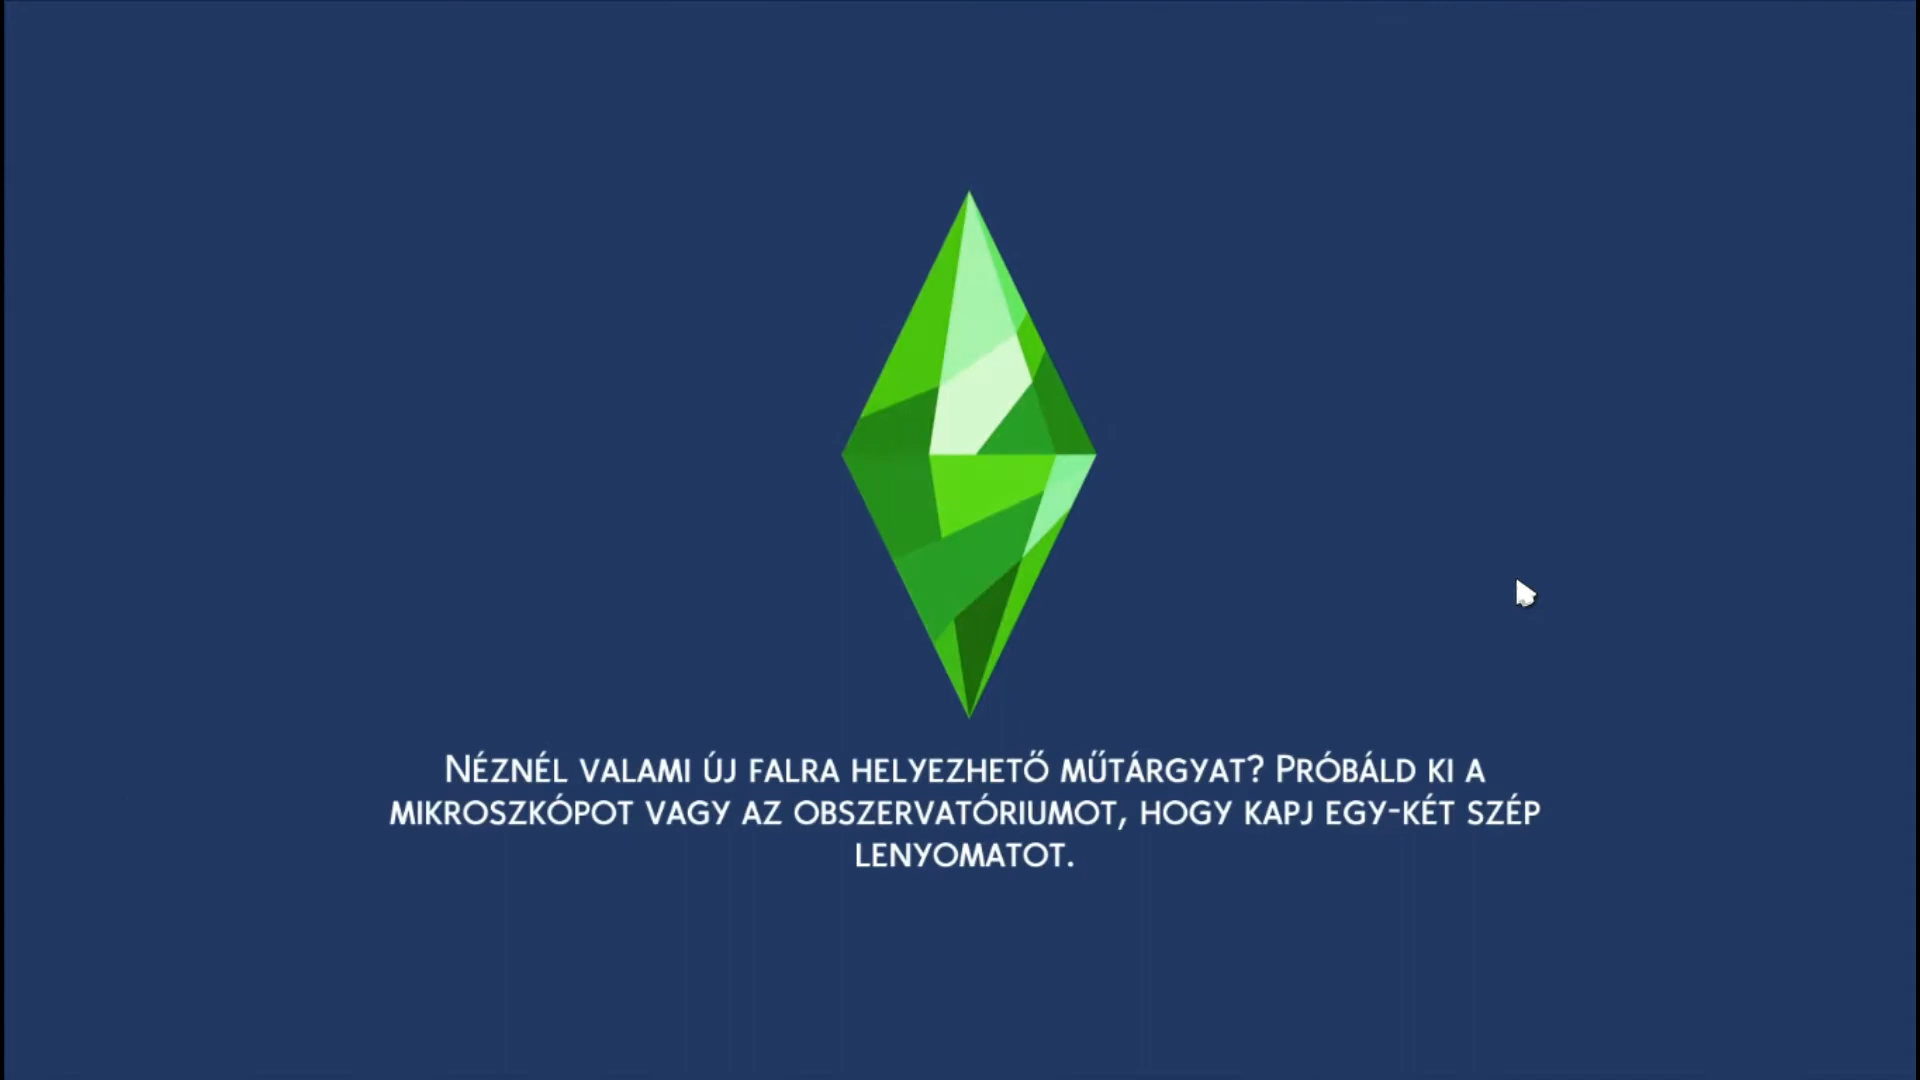 Néznél valami új falra helyezhető műtárgyat? Próbáld ki a
mikroszkópot vagy az obszervatóriumot, hogy kapj egy-két szép
lenyomatot.